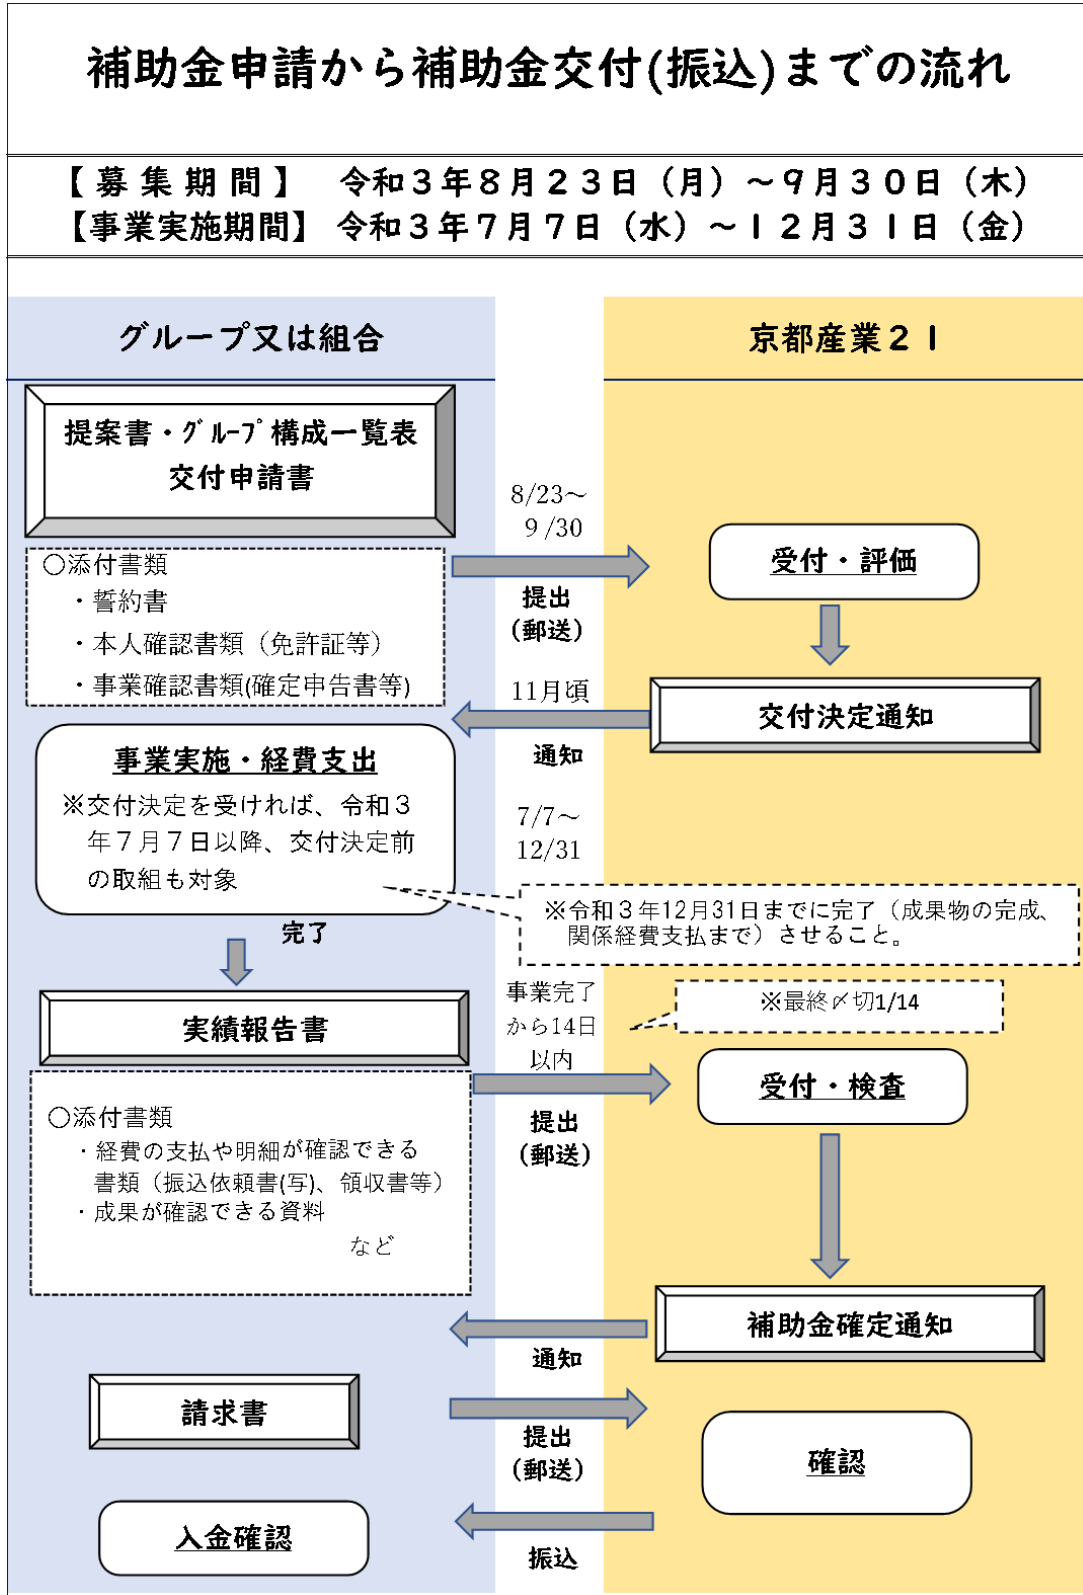 補助金申請から補助金交付(振込)までの流れ
【 募 集 期 間 】　令和３年８月２３日（月）～９月３０日（木）
【事業実施期間】　令和３年７月７日（水）～１２月３１日（金）
グループ又は組合
京都産業２１
提案書・ｸﾞﾙｰﾌﾟ構成一覧表
交付申請書
8/23～
9/30
○添付書類
・誓約書
・本人確認書類（免許証等）
・事業確認書類(確定申告書等)
提出
(郵送)
受付・評価
11月頃
通知
交付決定通知
事業実施・経費支出
※交付決定を受ければ、令和３
年７月７日以降、交付決定前
の取組も対象
7/7～
12/31
※令和３年12月31日までに完了（成果物の完成、
関係経費支払まで）させること。
完了
実績報告書
事業完了
から14日
以内
※最終〆切1/14
提出
(郵送)
受付・検査
○添付書類
・経費の支払や明細が確認できる
書類（振込依頼書(写)、領収書等）
・成果が確認できる資料
など
補助金確定通知
通知
請求書
提出
(郵送)
確認
入金確認
振込